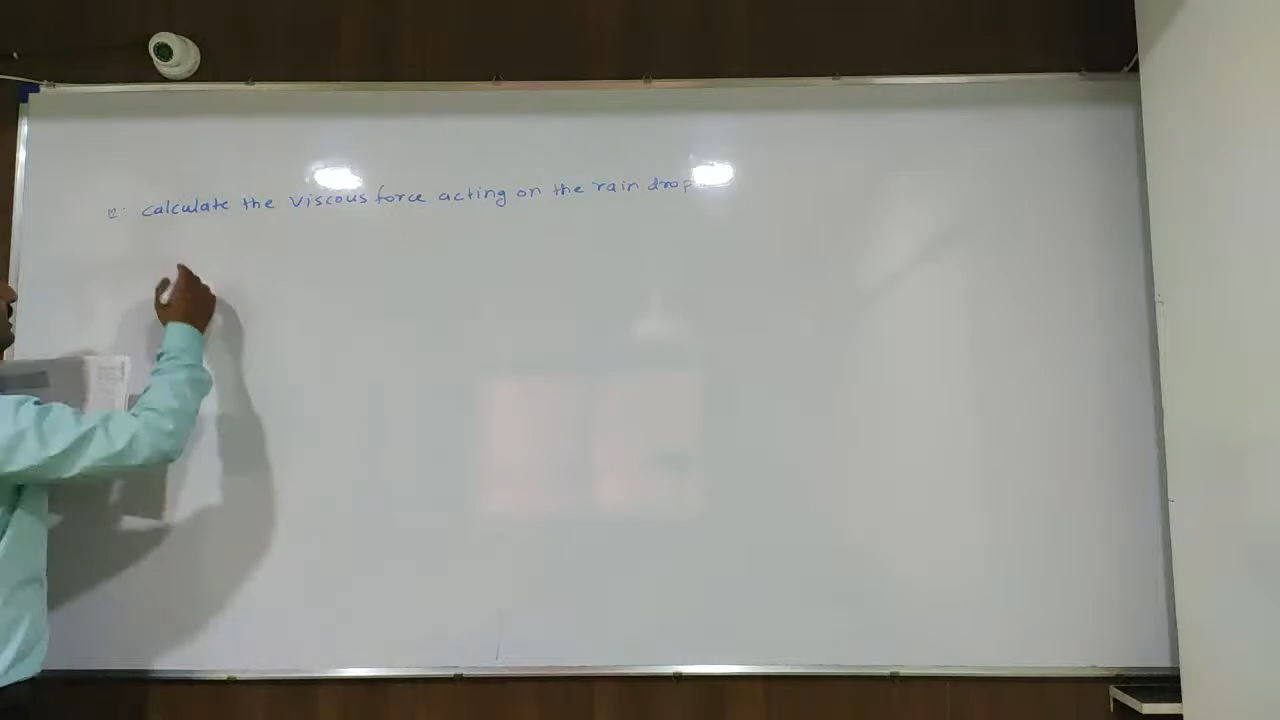 Q: Calculate the viscous force acting on the rain drop